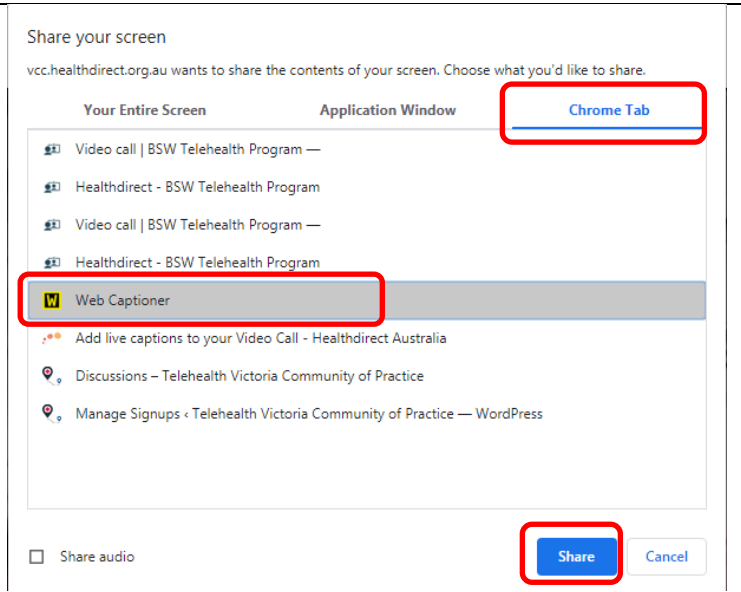 Share your screen
vcc.healthdirect.org.au wants to share the contents of your screen. Choose what you'd like to share.
Your Entire Screen Application Window Chrome Tab
Video call | BSW Telehealth Program —
Healthdirect - BSW Telehealth Program
Video call | BSW Telehealth Program —
Healthdirect - BSW Telehealth Program
W Web Captioner
Add live captions to your Video Call - Healthdirect Australia
Discussions – Telehealth Victoria Community of Practice
Manage Signups ‹ Telehealth Victoria Community of Practice — WordPress
Share audio Share Cancel